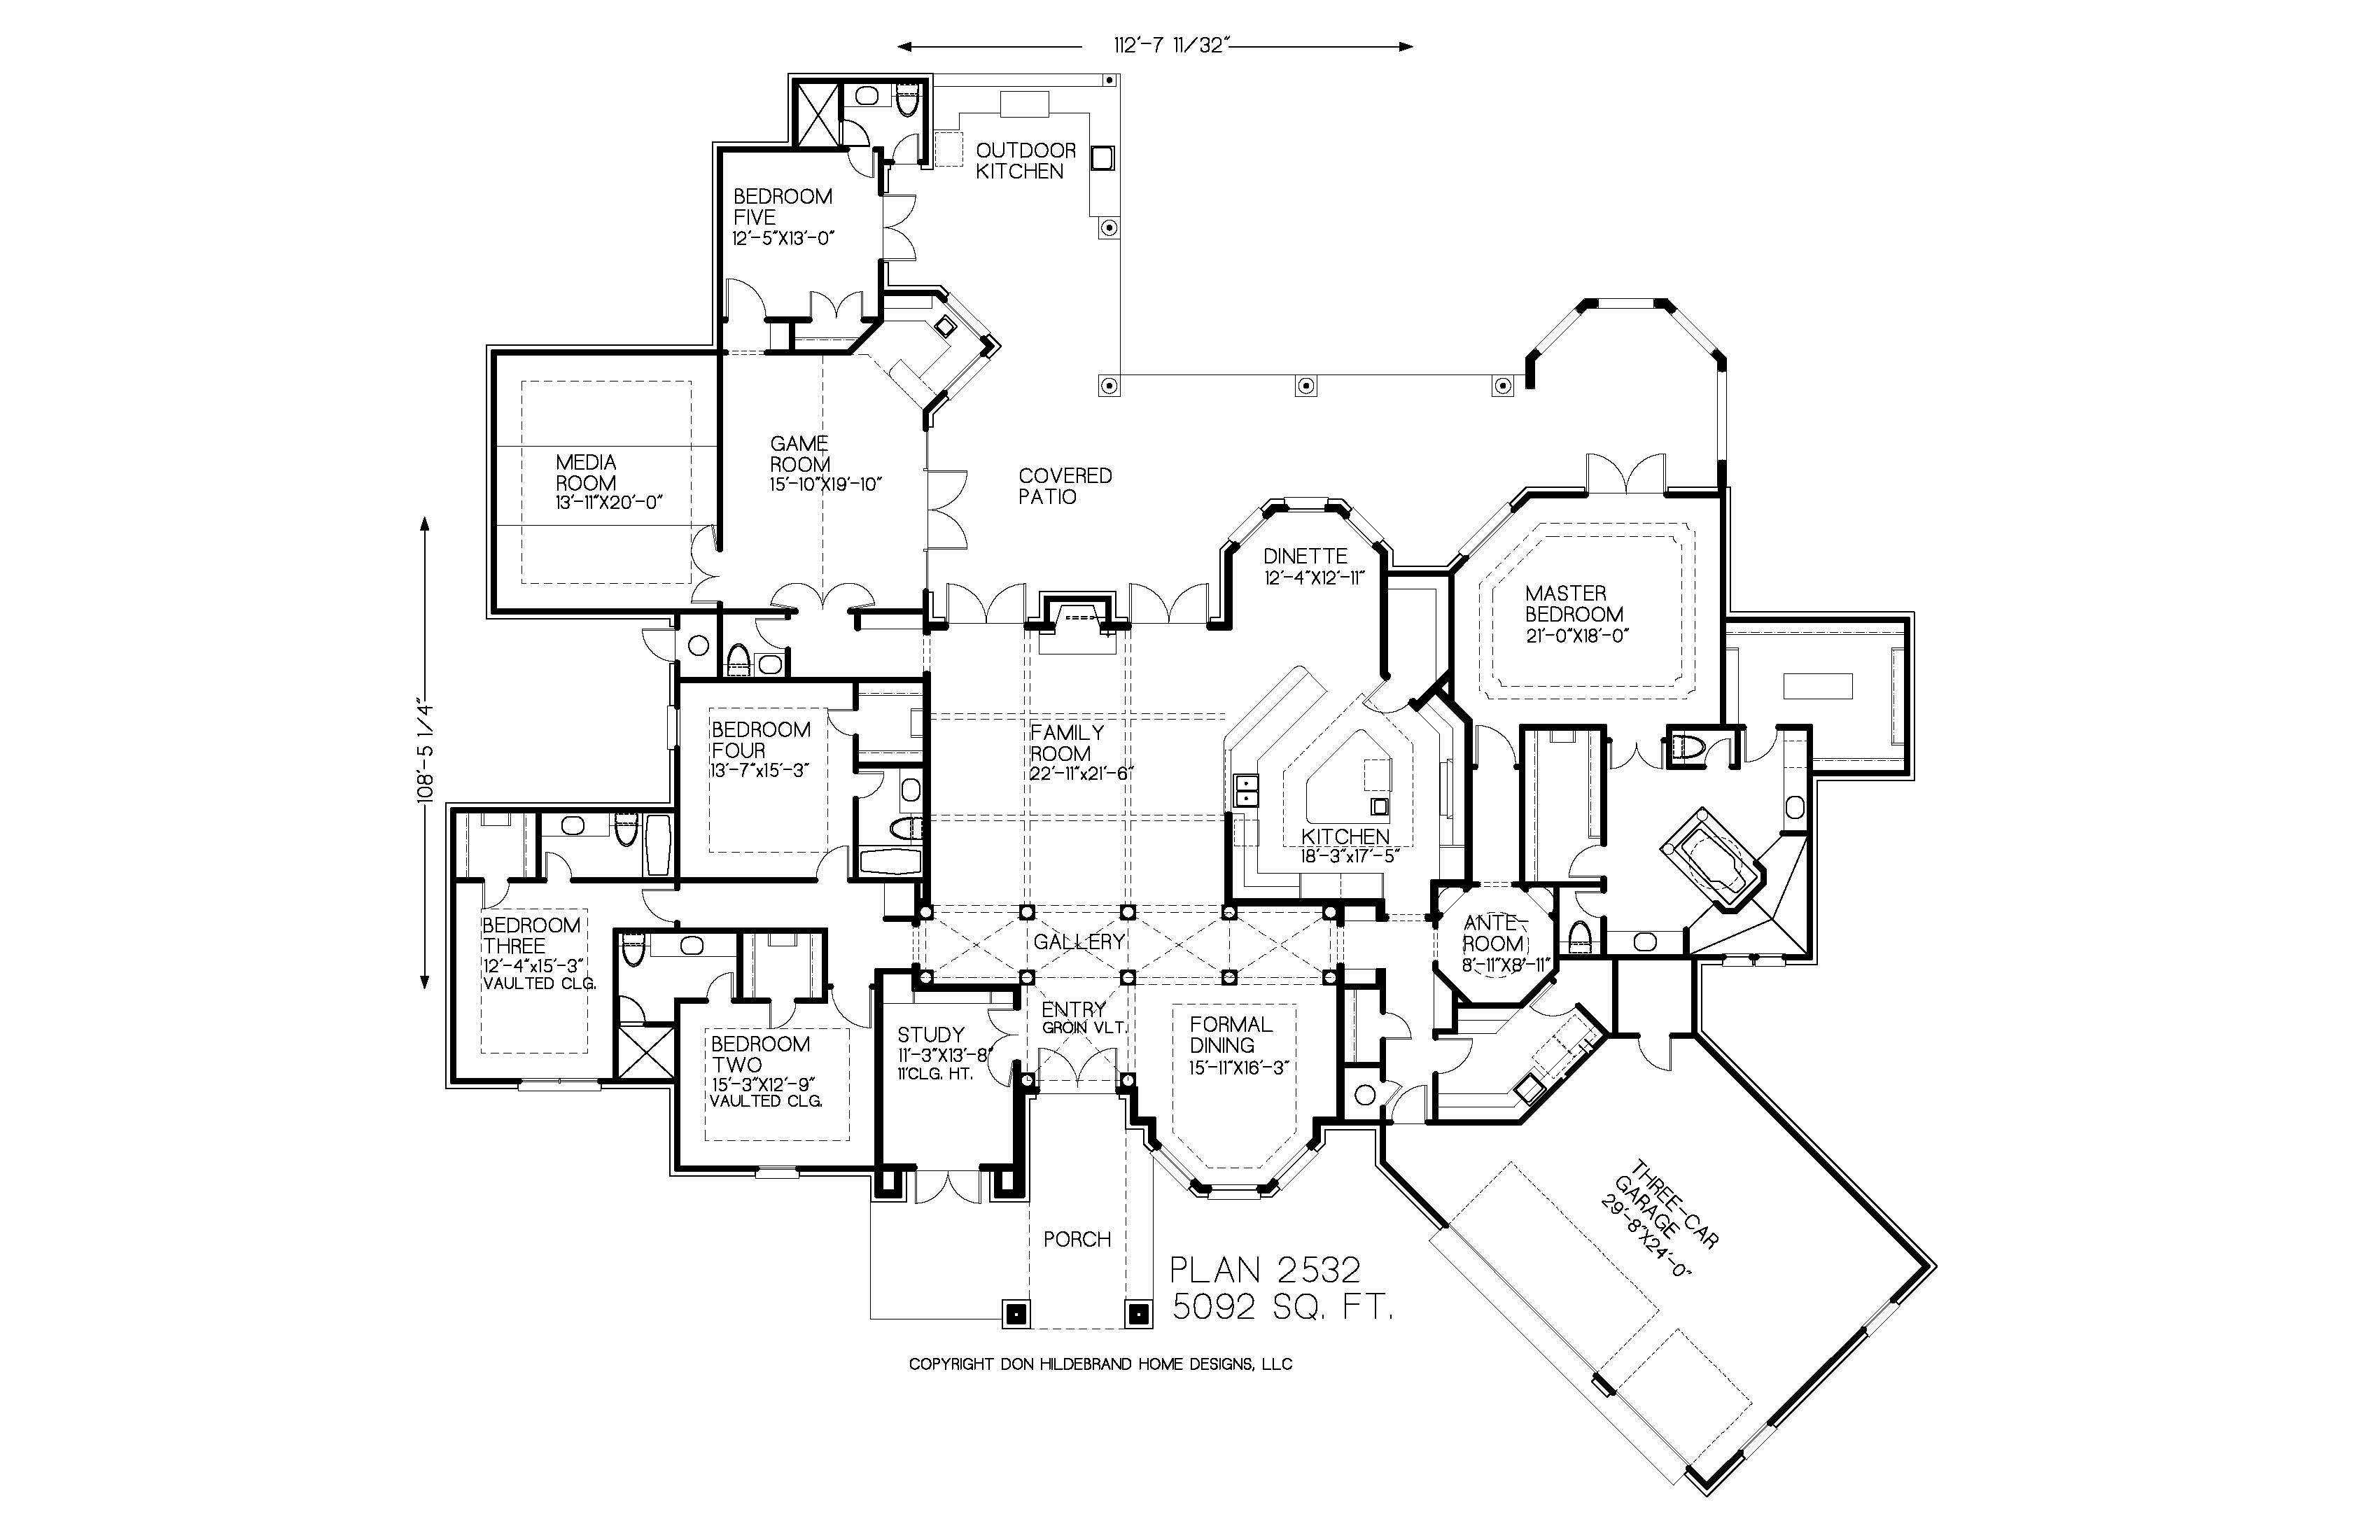 112'-7 11/32"
OUTDOOR
KITCHEN
BEDROOM
FIVE
12'-5"X13'-0"
GAME
ROOM
15'-10"X19'-10"
MEDIA
ROOM
13'-11"X20'-0"
COVERED
PATIO
DINETTE
12'-4"X12'-11"
MASTER
BEDROOM
21'-0"X18'-0"
108'-5 1/4"
BEDROOM
FOUR
13'-7"x15'-3"
FAMILY
ROOM
22'-11"x21'-6"
KITCHEN
18'-3"x17'-5"
BEDROOM
THREE
12'-4"x15'-3"
VAULTED CLG.
GALLERY
ANTE-
ROOM
8'-11"X8'-11"
ENTRY
GROIN VLT.
STUDY
11'-3"X13'-8"
11'CLG. HT.
FORMAL
DINING
15'-11"X16'-3"
BEDROOM
TWO
15'-3"X12'-9"
VAULTED CLG.
THREE-CAR
GARAGE
29'-8"X24'-0"
PORCH
PLAN 2532
5092 SQ. FT.
COPYRIGHT DON HILDEBRAND HOME DESIGNS, LLC